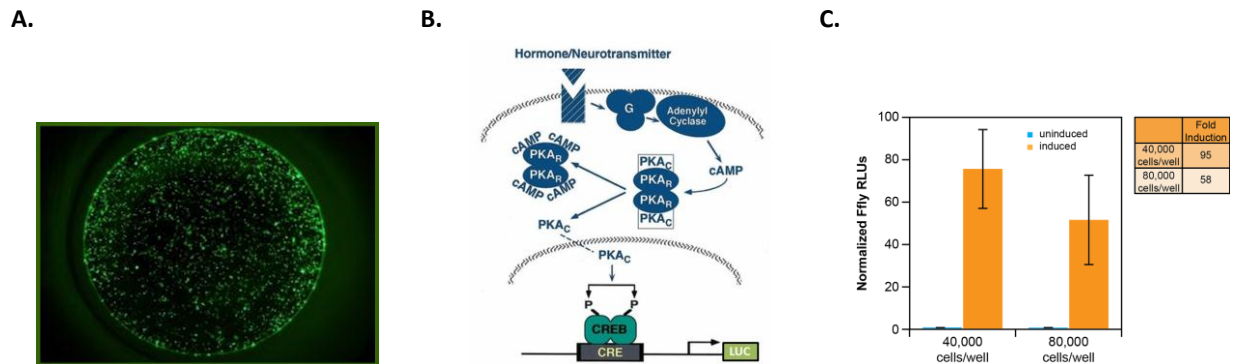 A.
B.
Hormone/Neurotransmitter
G
Adenylyl
Cyclase
cAMP
cAMP cAMP
PKAR
PKAR
cAMP cAMP
PKAC
PKAR
PKAR
PKAC
PKAC
PKAC
P P
CREB
CRE
LUC
C.
Normalized Ffly RLUs
100
80
60
40
20
0
uninduced
induced
40,000
cells/well
80,000
cells/well
Fold
Induction
40,000
cells/well
95
80,000
cells/well
58